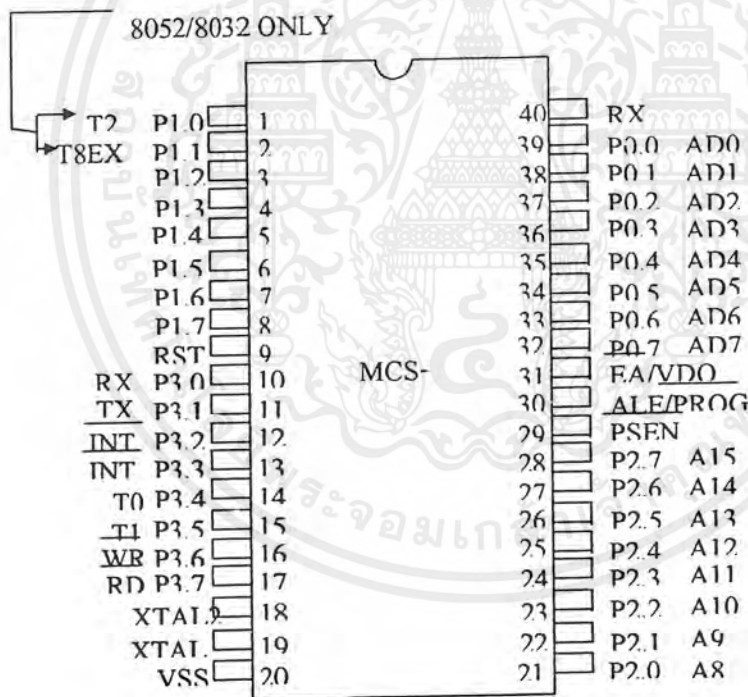 8052/8032 ONLY
T2 P1.0 1
T8EX P1.1 2
P1.2 3
P1.3 4
P1.4 5
P1.5 6
P1.6 7
P1.7 8
RST 9
RX P3.0 10
TX P3.1 11
INT P3.2 12
INT P3.3 13
T0 P3.4 14
T1 P3.5 15
WR P3.6 16
RD P3.7 17
XTAL2 18
XTAL 19
VSS 20
MCS-
40 RX
39 P0.0 AD0
38 P0.1 AD1
37 P0.2 AD2
36 P0.3 AD3
35 P0.4 AD4
34 P0.5 AD5
33 P0.6 AD6
32 P0.7 AD7
31 EA/VDO
30 ALE/PROG
29 PSEN
28 P2.7 A15
27 P2.6 A14
26 P2.5 A13
25 P2.4 A12
24 P2.3 A11
23 P2.2 A10
22 P2.1 A9
21 P2.0 A8